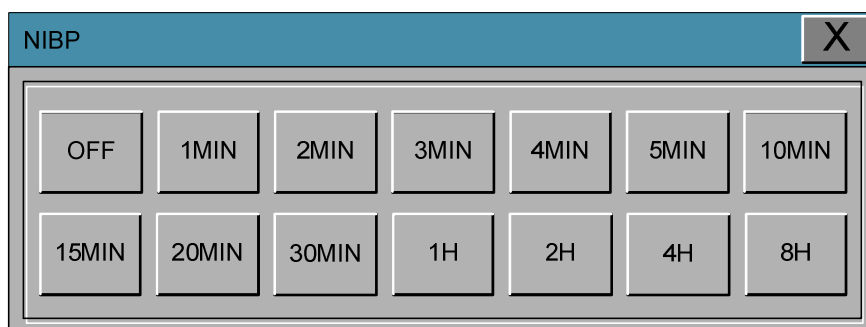 NIBP X
OFF 1MIN 2MIN 3MIN 4MIN 5MIN 10MIN
15MIN 20MIN 30MIN 1H 2H 4H 8H